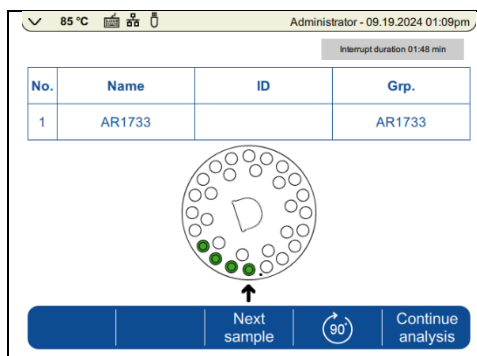 85 °C Administrator - 09.19.2024 01:09pm
Interrupt duration 01:48 min
No. Name ID Grp.
1 AR1733 AR1733
Next sample
90°
Continue analysis